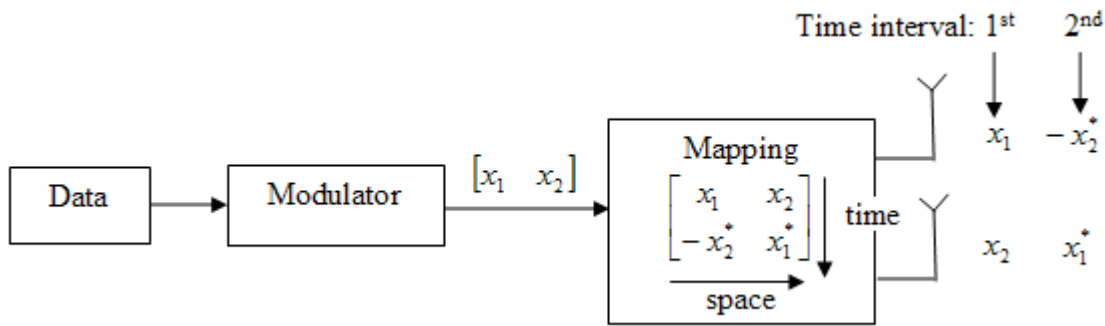 Time interval: 1st 2nd
x₁ −x₂*
Mapping
[x₁ x₂]
Data
Modulator
x₁ x₂
−x₂* x₁*
time
x₂ x₁*
space